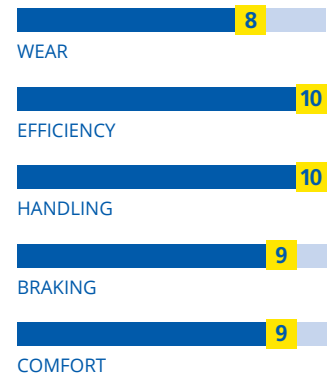 8
WEAR
10
EFFICIENCY
10
HANDLING
9
BRAKING
9
COMFORT